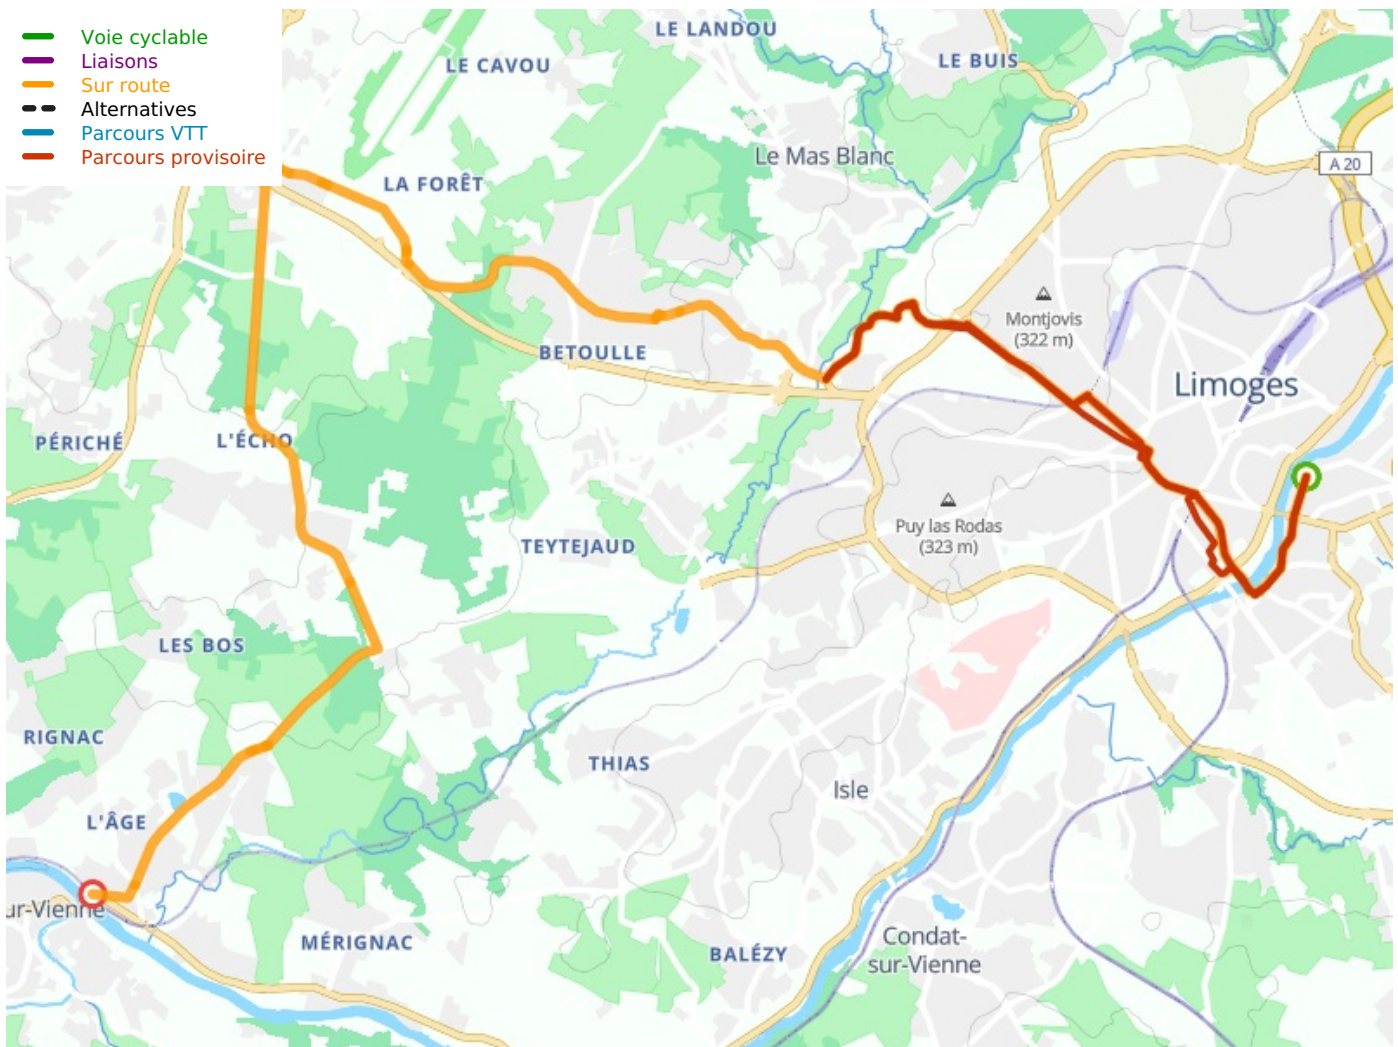 Voie cyclable
Liaisons
Sur route
Alternatives
Parcours VTT
Parcours provisoire
LE LANDOU
LE CAVOU
LE BUIS
Le Mas Blanc
A 20
LA FORÊT
Montjovis
(322 m)
BETOULLE
Limoges
PÉRICHÉ
L'ÉCHO
Puy las Rodas
(323 m)
TEYTEJAUD
LES BOS
RIGNAC
THIAS
Isle
L'ÂGE
ur-Vienne
MÉRIGNAC
BALÉZY
Condat-
sur-Vienne